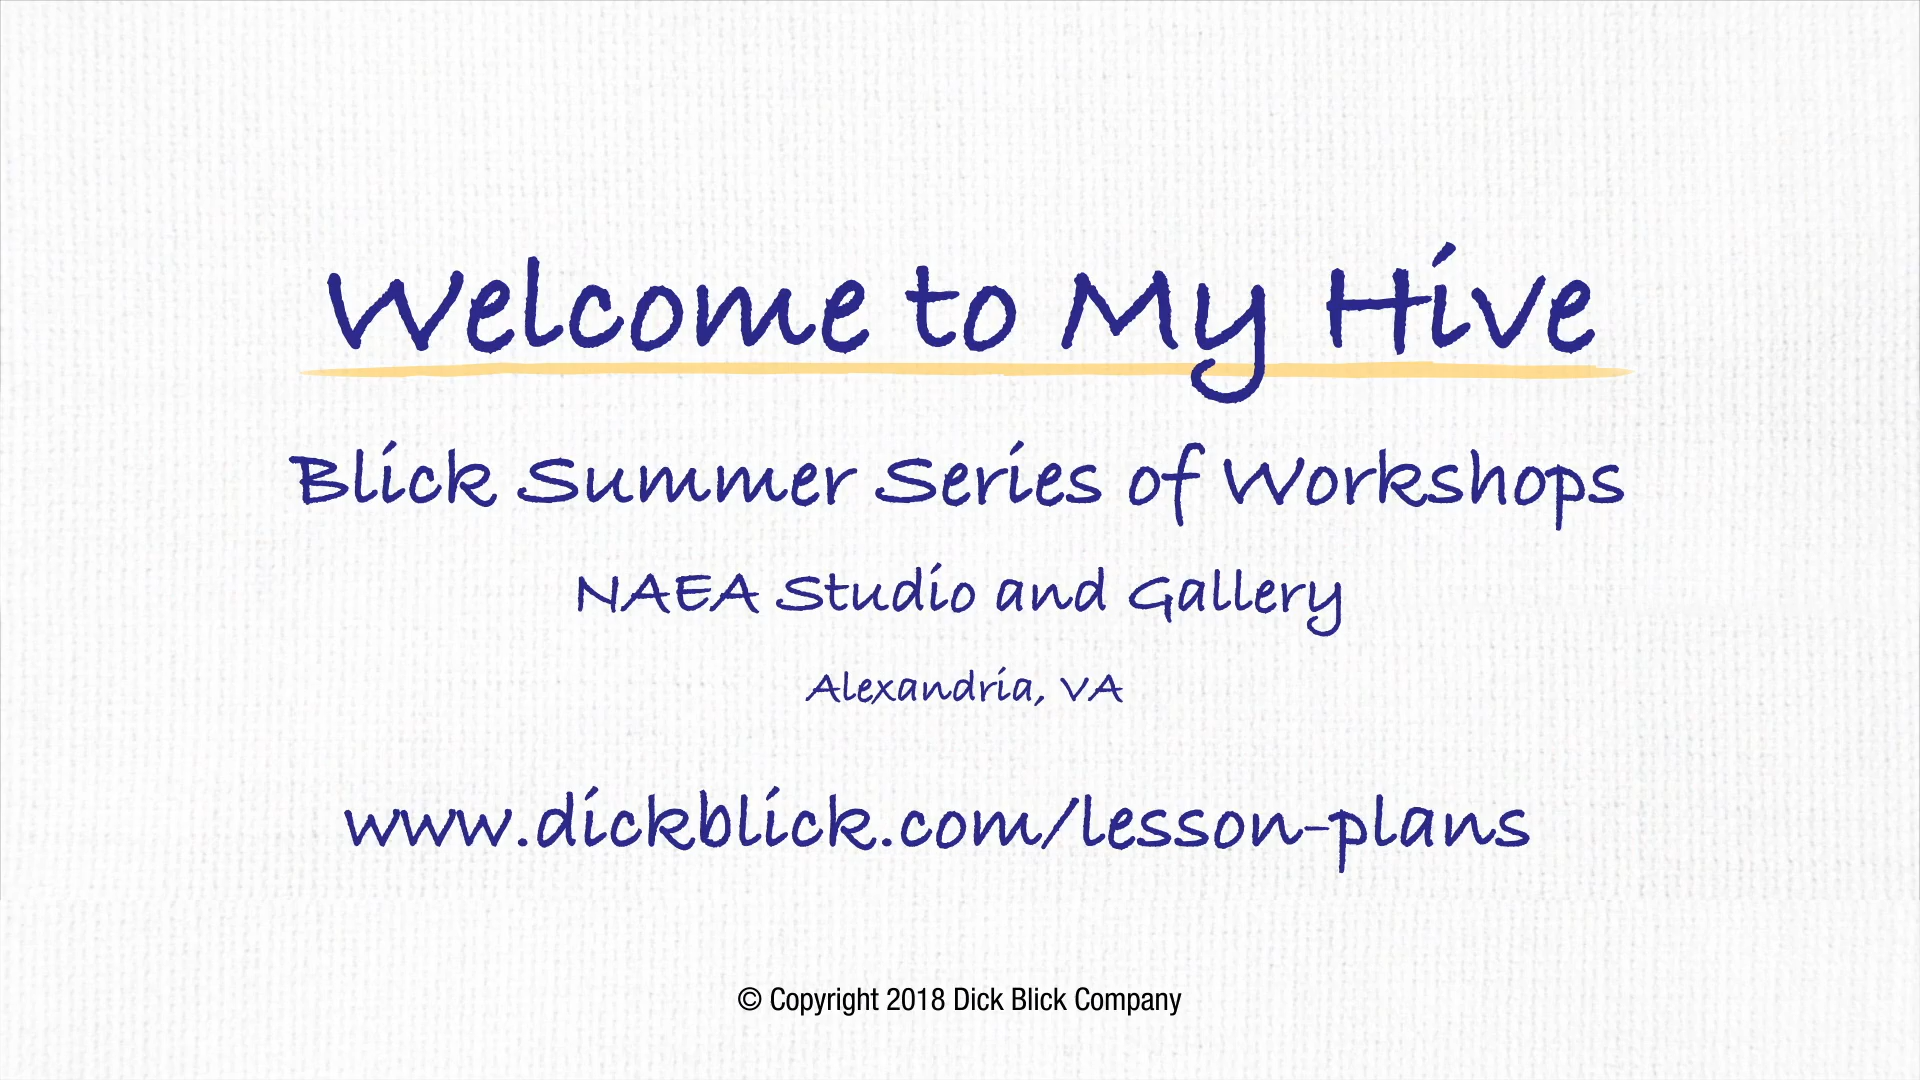 Welcome to My Hive
Blick Summer Series of Workshops
NAEA Studio and Gallery
Alexandria, VA
www.dickblick.com/lesson-plans
© Copyright 2018 Dick Blick Company